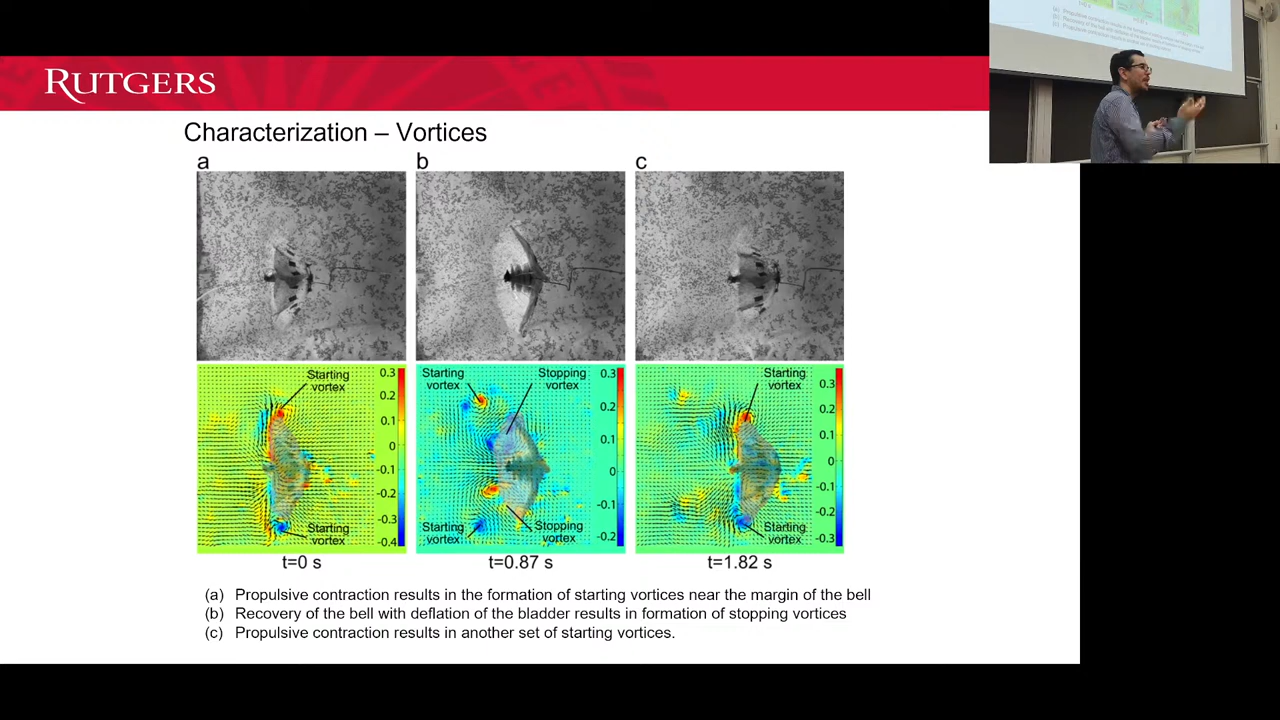 RUTGERS
Characterization – Vortices
a
b
c
Starting
vortex
0.3
0.2
0.1
0
-0.1
-0.2
-0.3
-0.4
Starting
vortex
Starting
vortex
Stopping
vortex
0.3
0.2
0.1
0
-0.1
-0.2
Starting
vortex
Stopping
vortex
Starting
vortex
0.3
0.2
0.1
0
-0.1
-0.2
-0.3
Starting
vortex
t=0 s
t=0.87 s
t=1.82 s
(a) Propulsive contraction results in the formation of starting vortices near the margin of the bell
(b) Recovery of the bell with deflation of the bladder results in formation of stopping vortices
(c) Propulsive contraction results in another set of starting vortices.